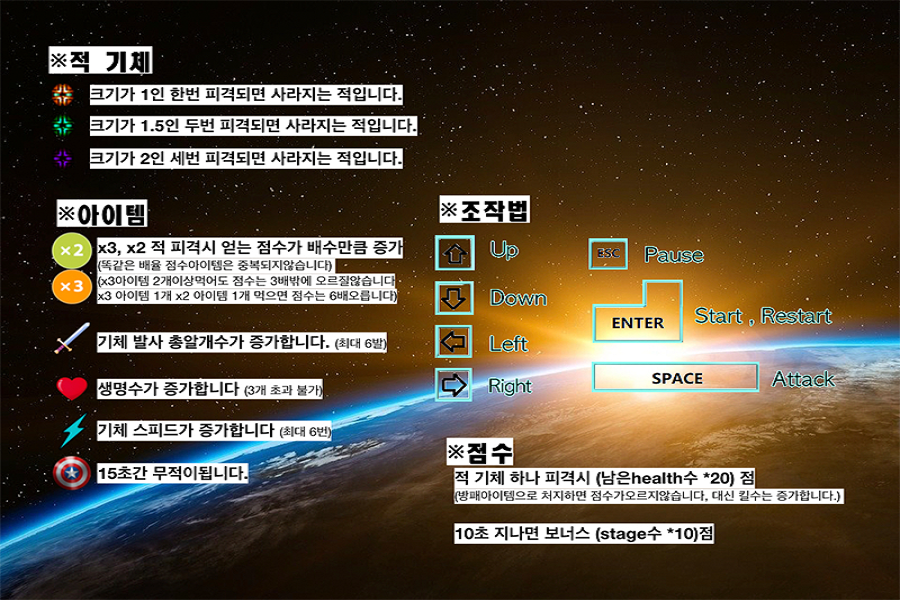 ※적 기체
크기가 1인 한번 피격되면 사라지는 적입니다.
크기가 1.5인 두번 피격되면 사라지는 적입니다.
크기가 2인 세번 피격되면 사라지는 적입니다.
※아이템
×2
x3, x2 적 피격시 얻는 점수가 배수만큼 증가
(똑같은 배율 점수아이템은 중복되지않습니다)
×3
(x3아이템 2개이상먹어도 점수는 3배밖에 오르질않습니다
x3 아이템 1개 x2 아이템 1개 먹으면 점수는 6배오릅니다)
기체 발사 총알개수가 증가합니다. (최대 6발)
생명수가 증가합니다 (3개 초과 불가)
기체 스피드가 증가합니다 (최대 6번)
15초간 무적이됩니다.
※조작법
Up
Down
Left
Right
ESC Pause
ENTER Start , Restart
SPACE Attack
※점수
적 기체 하나 피격시 (남은health수 *20) 점
(방패아이템으로 처지하면 점수가오르지않습니다, 대신 킬수는 증가합니다.)
10초 지나면 보너스 (stage수 *10)점